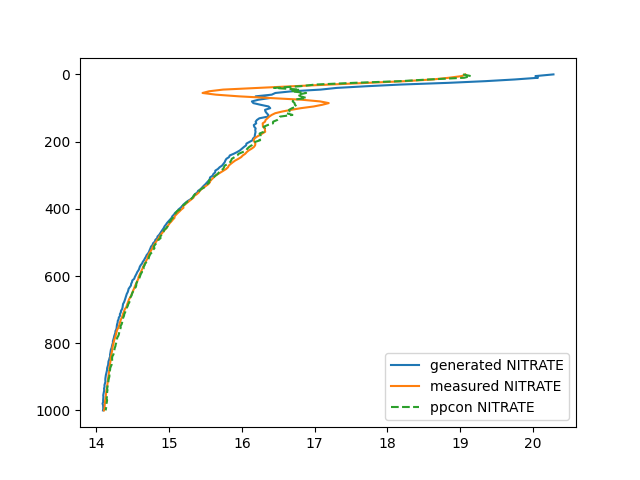 0
200
400
600
800
1000
14 15 16 17 18 19 20
generated NITRATE
measured NITRATE
ppcon NITRATE